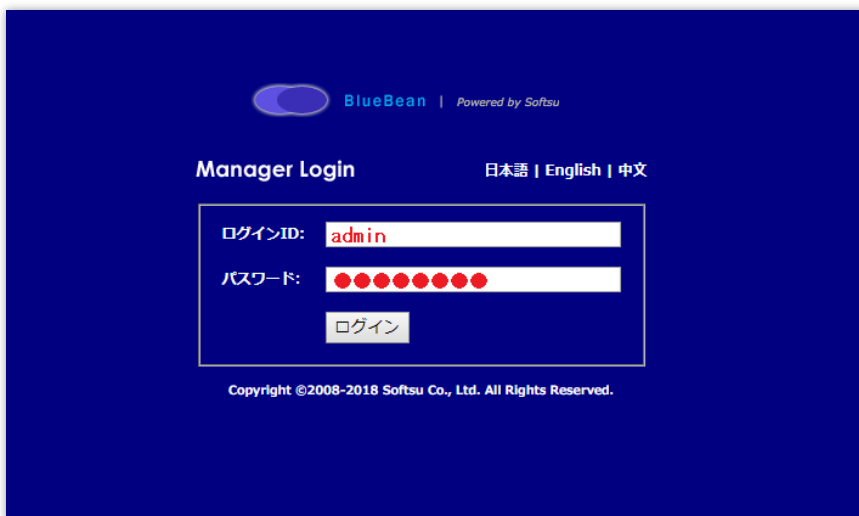 BlueBean | Powered by Softsu
Manager Login
日本語 | English | 中文
ログインID: admin
パスワード: ●●●●●●●●
ログイン
Copyright ©2008-2018 Softsu Co., Ltd. All Rights Reserved.